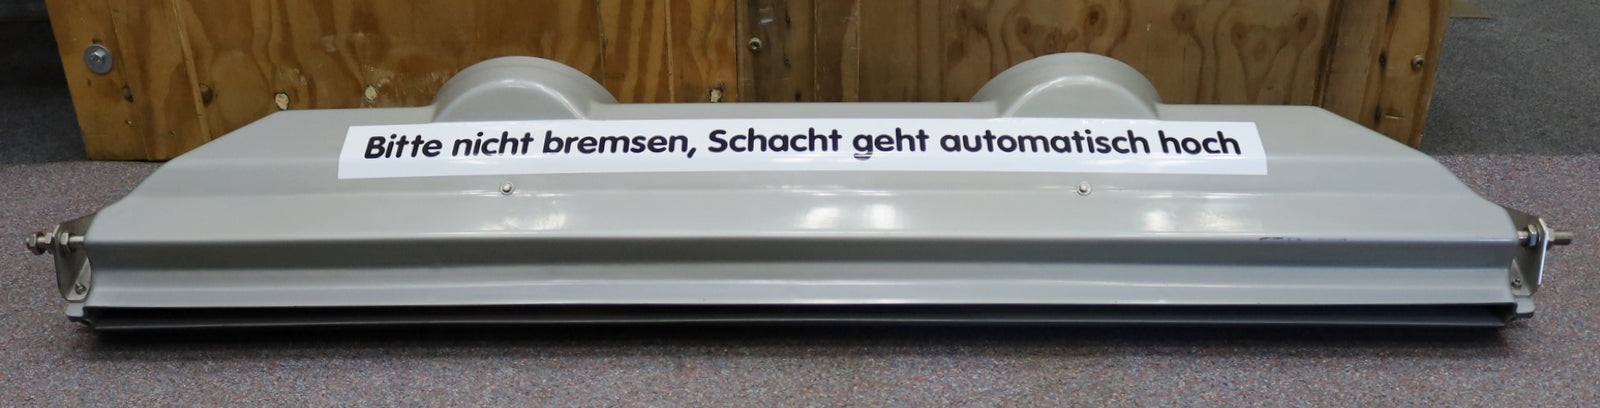 Bitte nicht bremsen, Schacht geht automatisch hoch